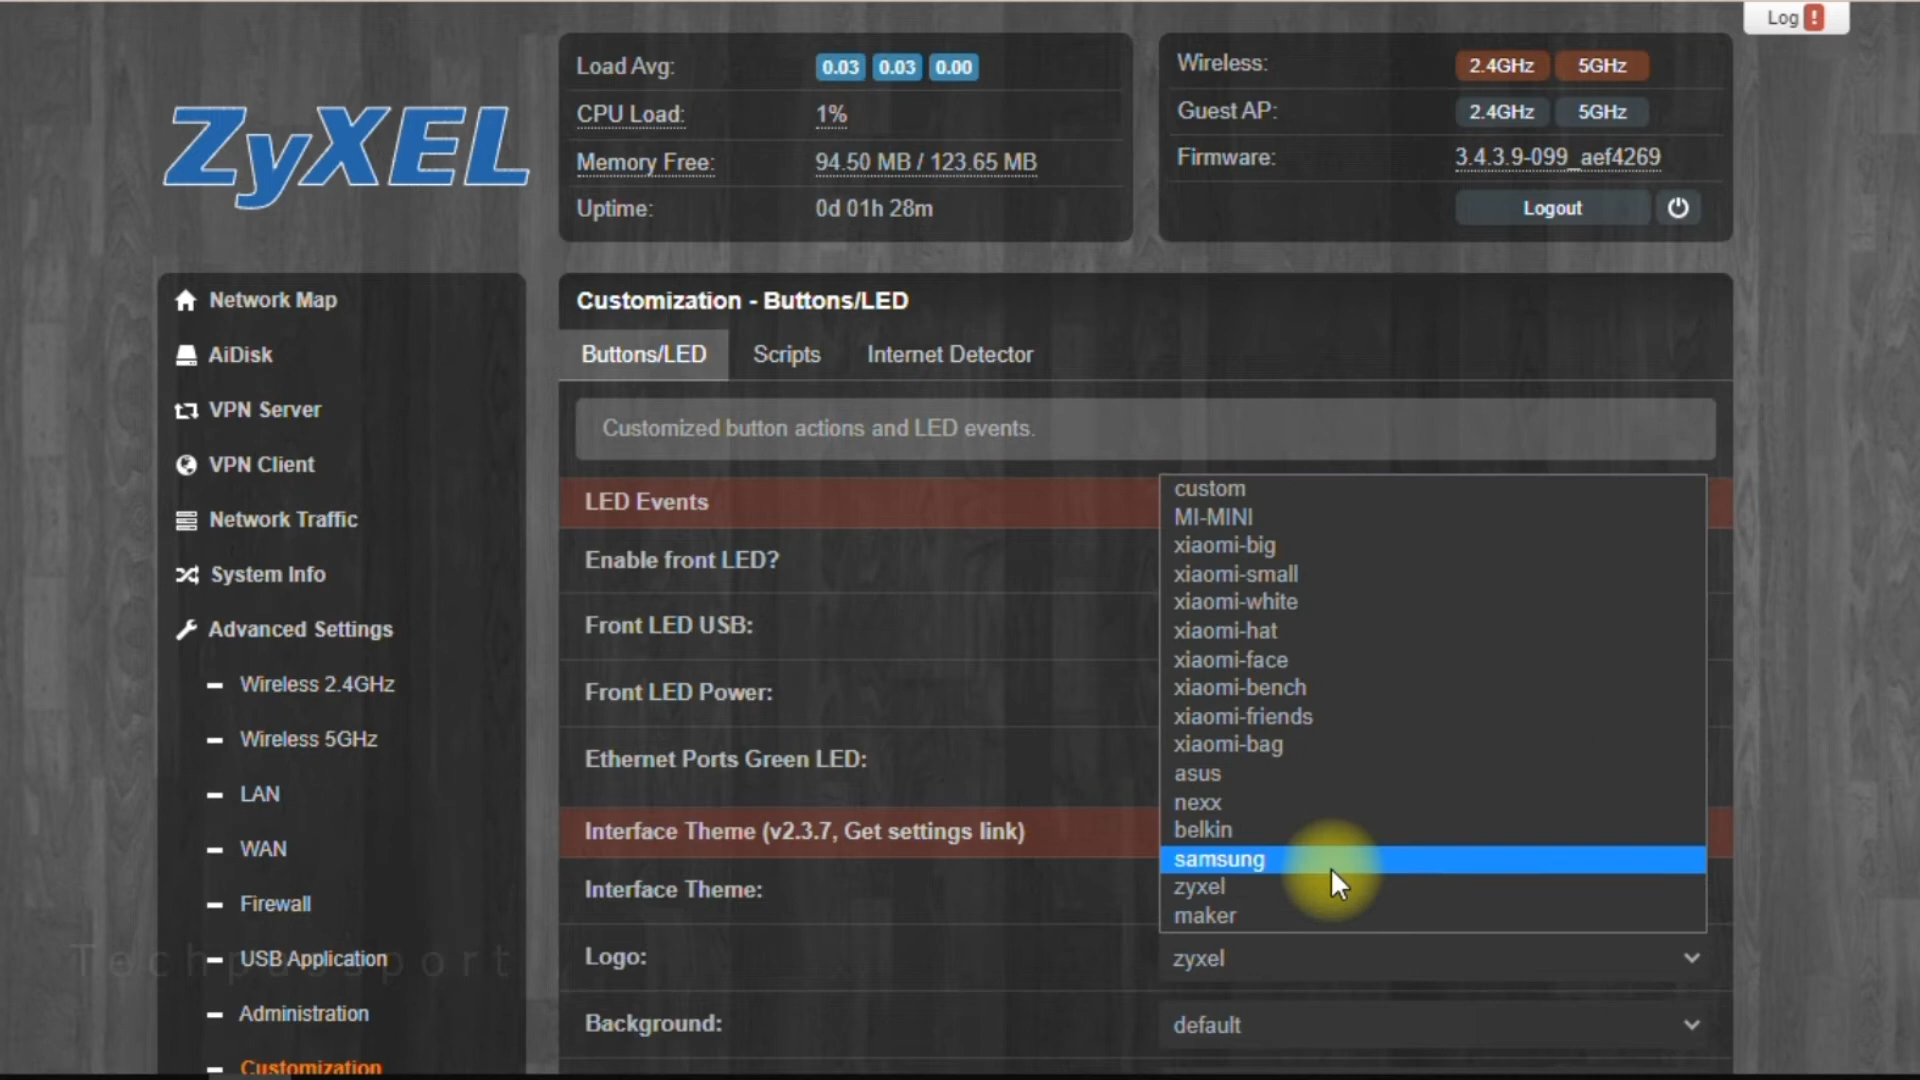 Log !
ZyXEL
Load Avg: 0.03 0.03 0.00
CPU Load: 1%
Memory Free: 94.50 MB / 123.65 MB
Uptime: 0d 01h 28m
Wireless: 2.4GHz 5GHz
Guest AP: 2.4GHz 5GHz
Firmware: 3.4.3.9-099_aef4269
Logout
Network Map
AiDisk
VPN Server
VPN Client
Network Traffic
System Info
Advanced Settings
Wireless 2.4GHz
Wireless 5GHz
LAN
WAN
Firewall
USB Application
Administration
Customization
Techpassport
Customization - Buttons/LED
Buttons/LED Scripts Internet Detector
Customized button actions and LED events.
LED Events
Enable front LED?
Front LED USB:
Front LED Power:
Ethernet Ports Green LED:
Interface Theme (v2.3.7, Get settings link)
Interface Theme:
custom
MI-MINI
xiaomi-big
xiaomi-small
xiaomi-white
xiaomi-hat
xiaomi-face
xiaomi-bench
xiaomi-friends
xiaomi-bag
asus
nexx
belkin
samsung
zyxel
maker
Logo: zyxel
Background: default